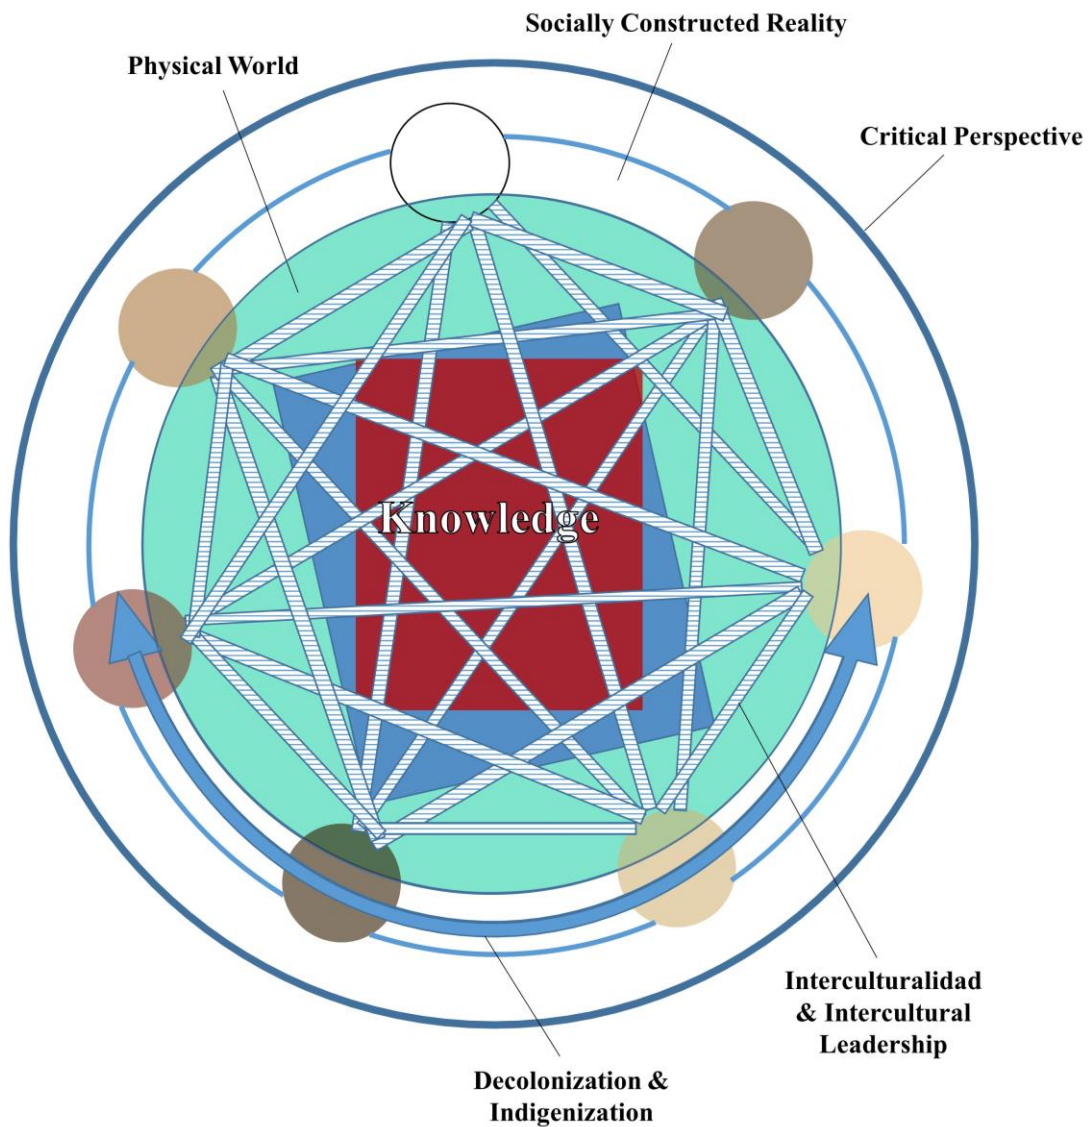 Socially Constructed Reality
Physical World
Critical Perspective
Knowledge
Interculturalidad
& Intercultural
Leadership
Decolonization &
Indigenization